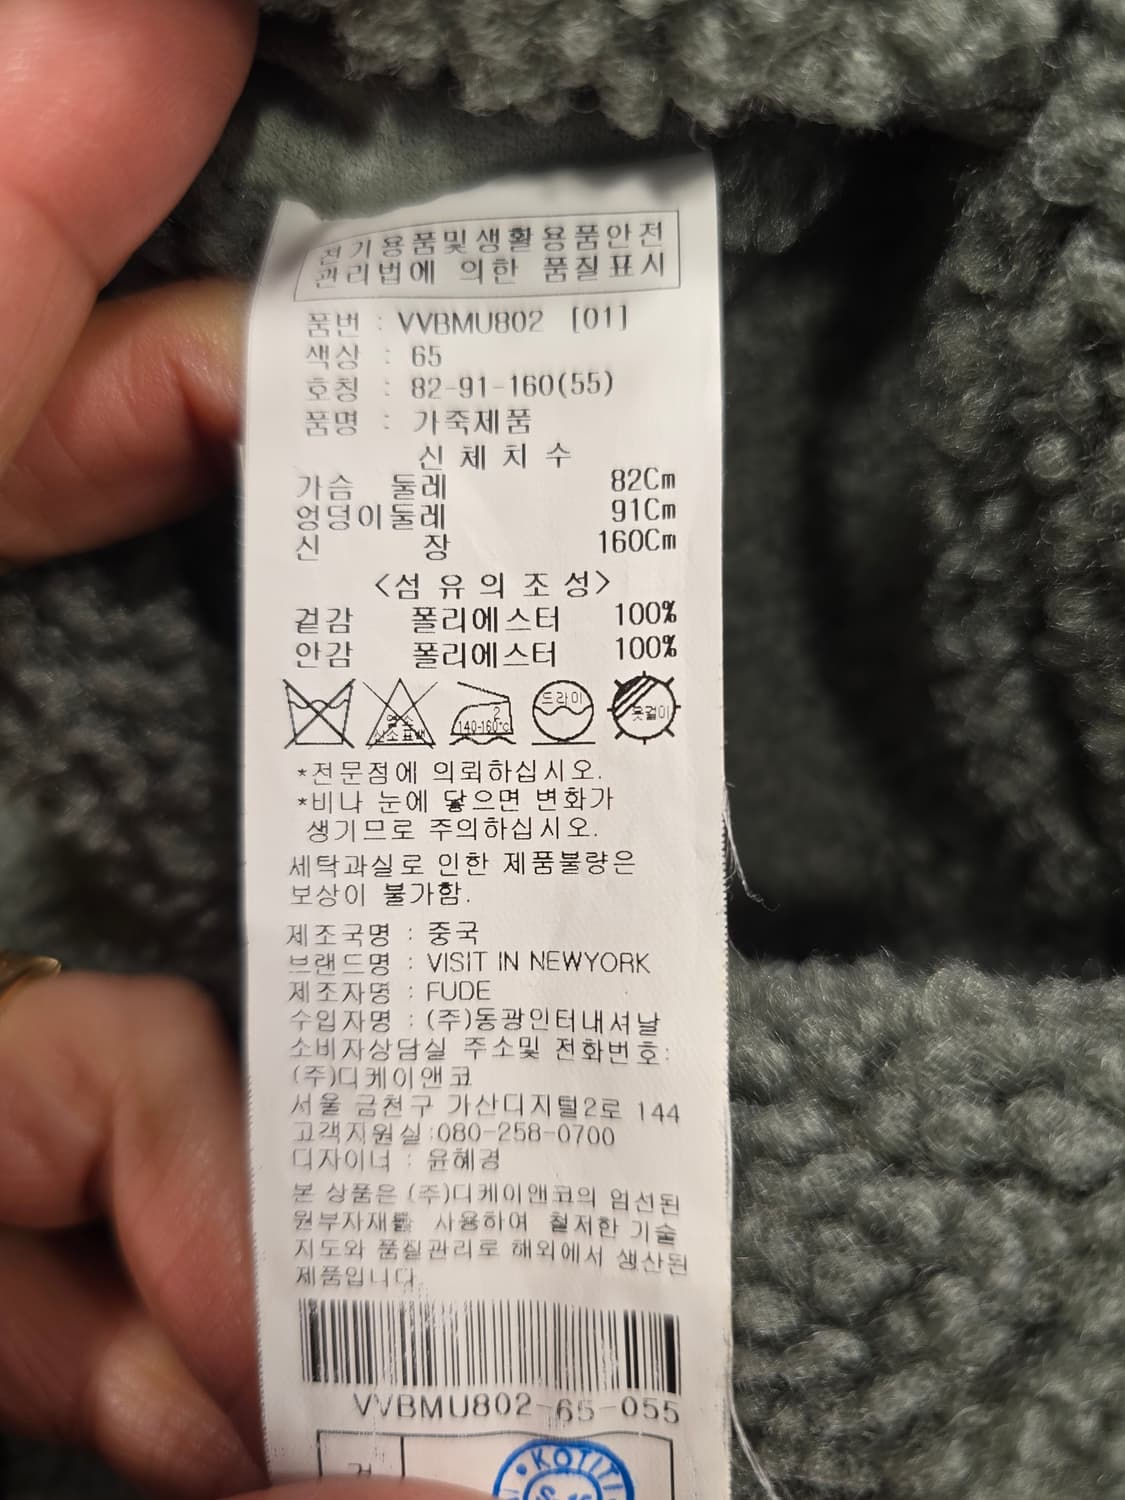 전기용품및생활용품안전
관리법에 의한 품질표시
품번 : VVBMU802 [01]
색상 : 65
호칭 : 82-91-160(55)
품명 : 가죽제품
신체치수
가슴 둘레 82Cm
엉덩이둘레 91Cm
신 장 160Cm
<섬유의조성>
겉감 폴리에스터 100%
안감 폴리에스터 100%
염소 산소표백
2 140-160°c
드라이
옷걸이
*전문점에 의뢰하십시오.
*비나 눈에 닿으면 변화가
생기므로 주의하십시오.
세탁과실로 인한 제품불량은
보상이 불가함.
제조국명 : 중국
브랜드명 : VISIT IN NEWYORK
제조자명 : FUDE
수입자명 : (주)동광인터내셔날
소비자상담실 주소및 전화번호:
(주)디케이앤코
서울 금천구 가산디지털2로 144
고객지원실:080-258-0700
디자이너 : 윤혜경
본 상품은 (주)디케이앤코의 엄선된
원부자재를 사용하여 철저한 기술
지도와 품질관리로 해외에서 생산된
제품입니다.
VVBMU802-65-055
KOTITI